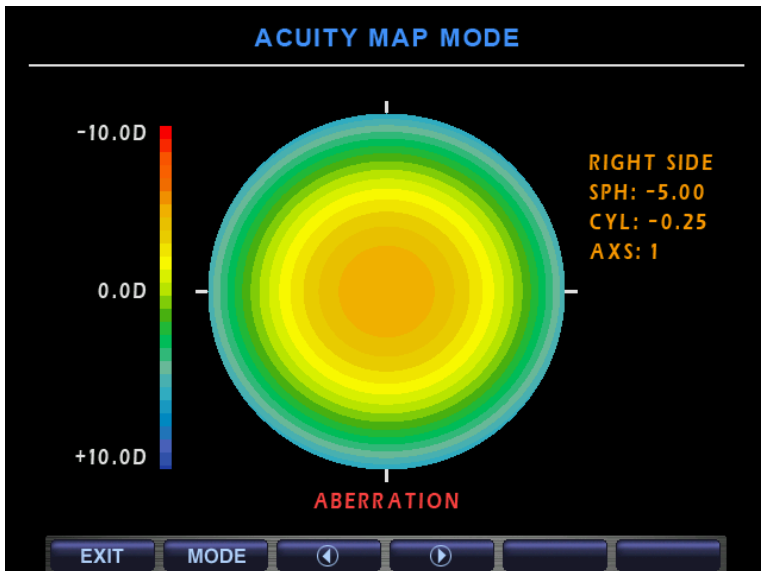 ACUITY MAP MODE
-10.0D
0.0D
+10.0D
RIGHT SIDE
SPH: -5.00
CYL: -0.25
AXS: 1
ABERRATION
EXIT MODE